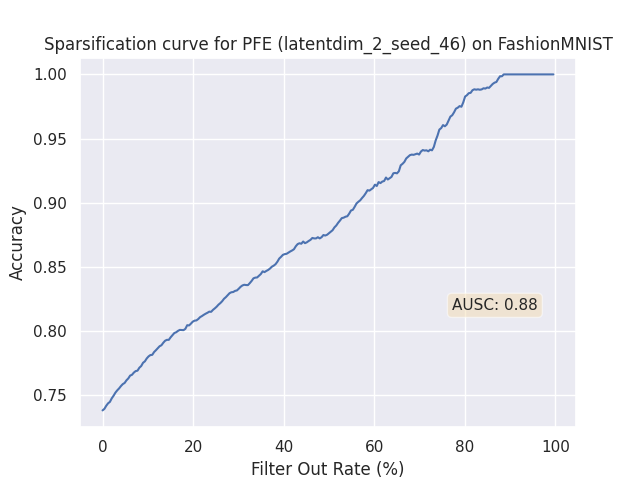 Sparsification curve for PFE (latentdim_2_seed_46) on FashionMNIST
1.00
0.95
0.90
0.85
0.80
0.75
Accuracy
AUSC: 0.88
0 20 40 60 80 100
Filter Out Rate (%)